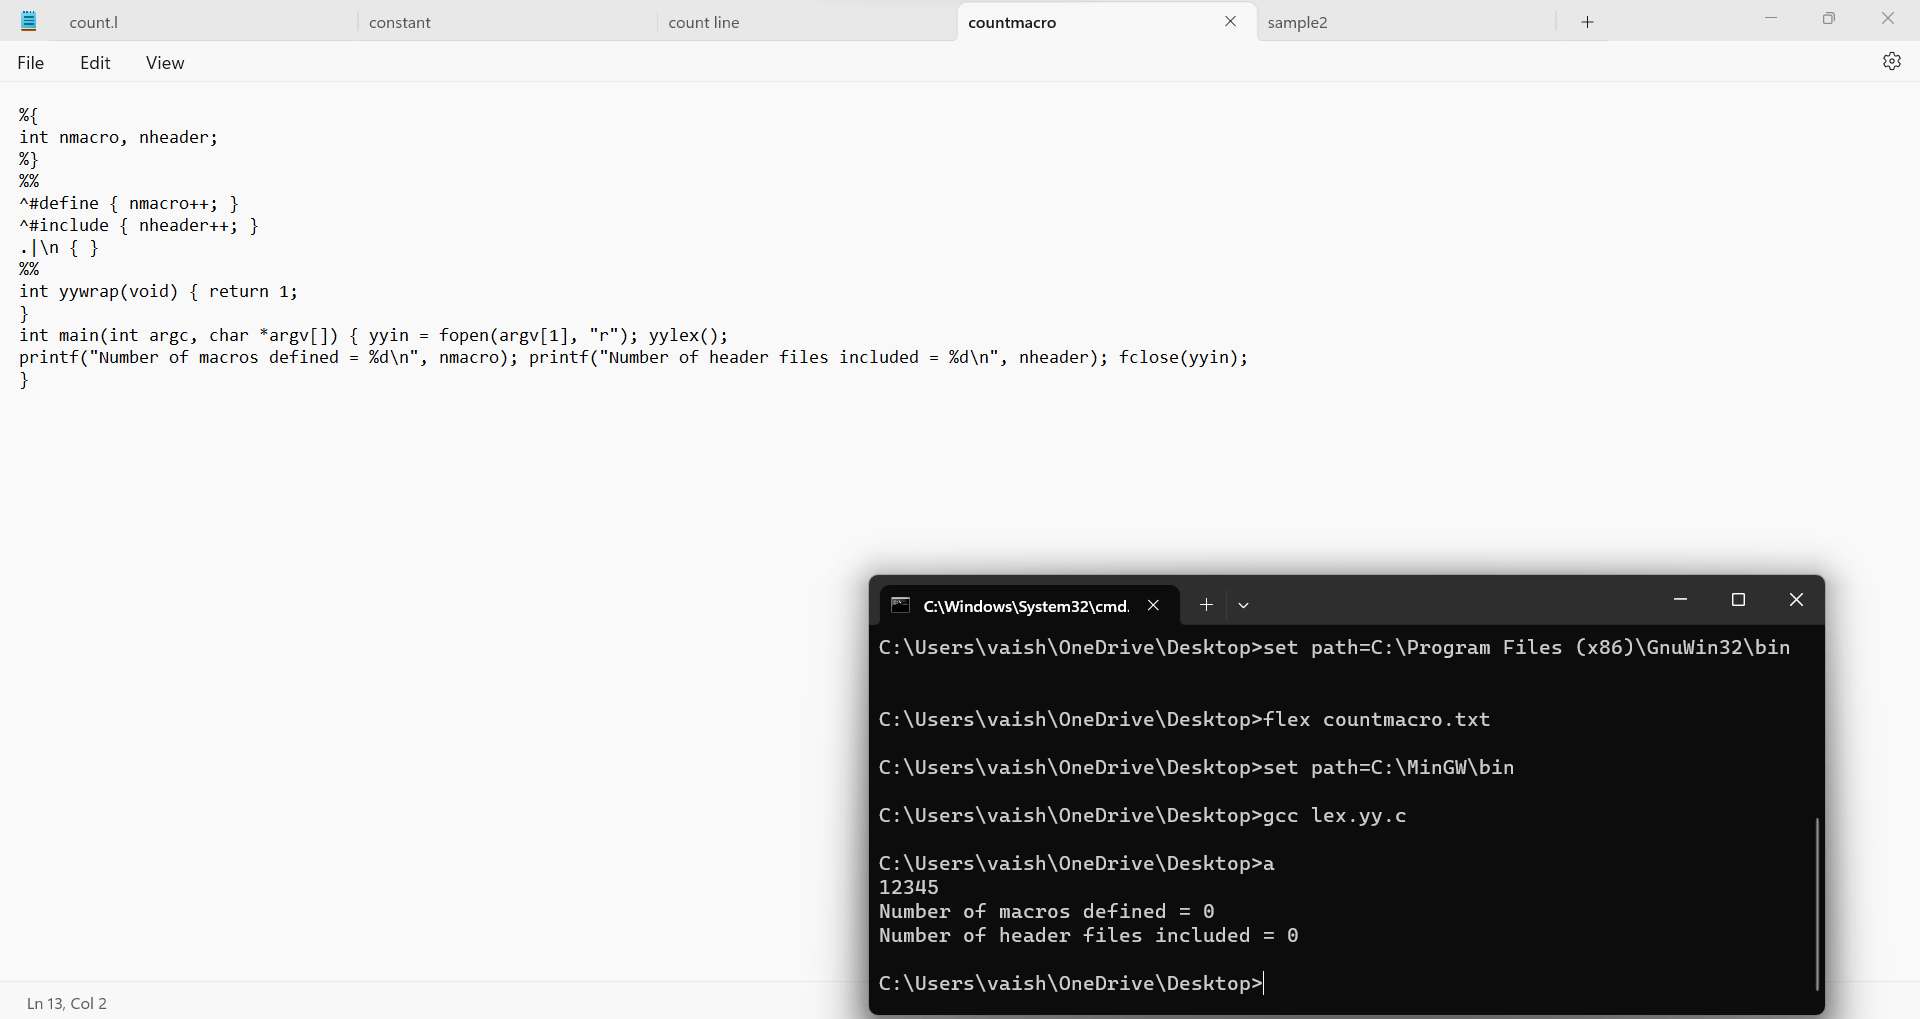 count.l
constant
count line
countmacro
sample2
File
Edit
View
%{
int nmacro, nheader;
%}
%%
^#define { nmacro++; }
^#include { nheader++; }
.|\n { }
%%
int yywrap(void) { return 1;
}
int main(int argc, char *argv[]) { yyin = fopen(argv[1], "r"); yylex();
printf("Number of macros defined = %d\n", nmacro); printf("Number of header files included = %d\n", nheader); fclose(yyin);
}
C:\Windows\System32\cmd.
C:\Users\vaish\OneDrive\Desktop>set path=C:\Program Files (x86)\GnuWin32\bin
C:\Users\vaish\OneDrive\Desktop>flex countmacro.txt
C:\Users\vaish\OneDrive\Desktop>set path=C:\MinGW\bin
C:\Users\vaish\OneDrive\Desktop>gcc lex.yy.c
C:\Users\vaish\OneDrive\Desktop>a
12345
Number of macros defined = 0
Number of header files included = 0
C:\Users\vaish\OneDrive\Desktop>
Ln 13, Col 2